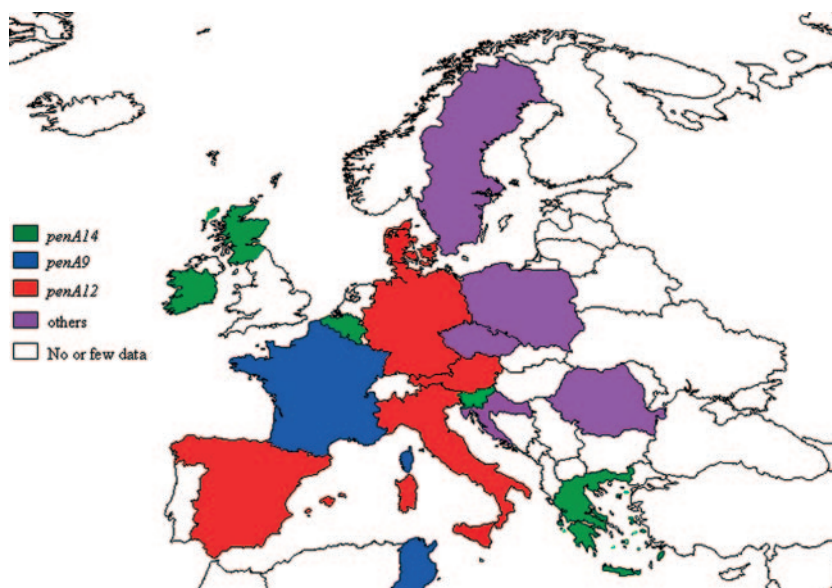 penA14
penA9
penA12
others
No or few data